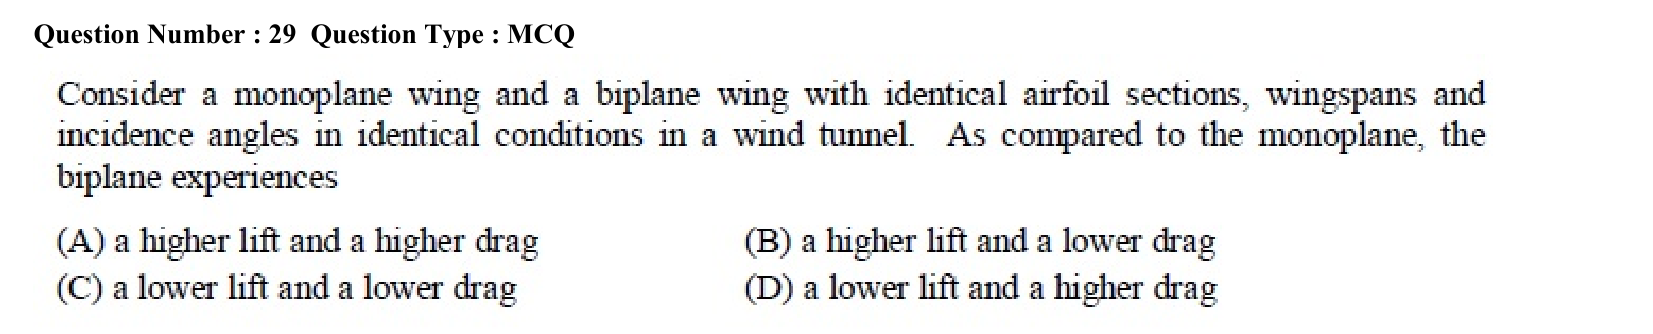 Question Number : 29 Question Type : MCQ
Consider a monoplane wing and a biplane wing with identical airfoil sections, wingspans and
incidence angles in identical conditions in a wind tunnel. As compared to the monoplane, the
biplane experiences
(A) a higher lift and a higher drag (B) a higher lift and a lower drag
(C) a lower lift and a lower drag (D) a lower lift and a higher drag